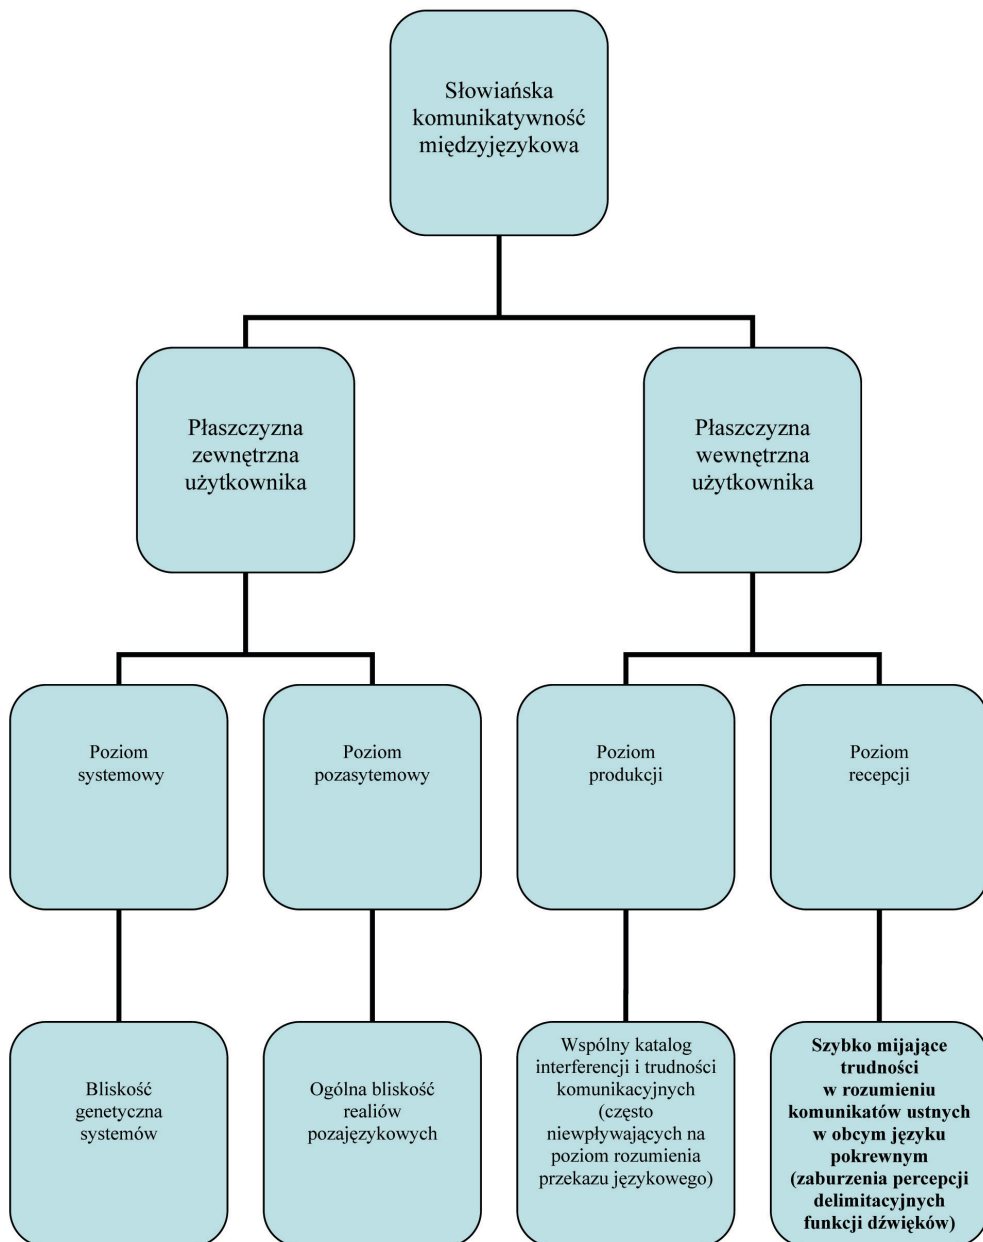 Słowiańska
komunikatywność
międzyjęzykowa
Płaszczyzna
zewnętrzna
użytkownika
Płaszczyzna
wewnętrzna
użytkownika
Poziom
systemowy
Poziom
pozasytemowy
Poziom
produkcji
Poziom
recepcji
Bliskość
genetyczna
systemów
Ogólna bliskość
realiów
pozajęzykowych
Wspólny katalog
interferencji i trudności
komunikacyjnych
(często
niewpływających na
poziom rozumienia
przekazu językowego)
Szybko mijające
trudności
w rozumieniu
komunikatów ustnych
w obcym języku
pokrewnym
(zaburzenia percepcji
delimitacyjnych
funkcji dźwięków)